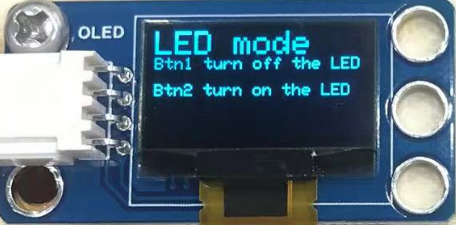 OLED
LED mode
Btn1 turn off the LED
Btn2 turn on the LED